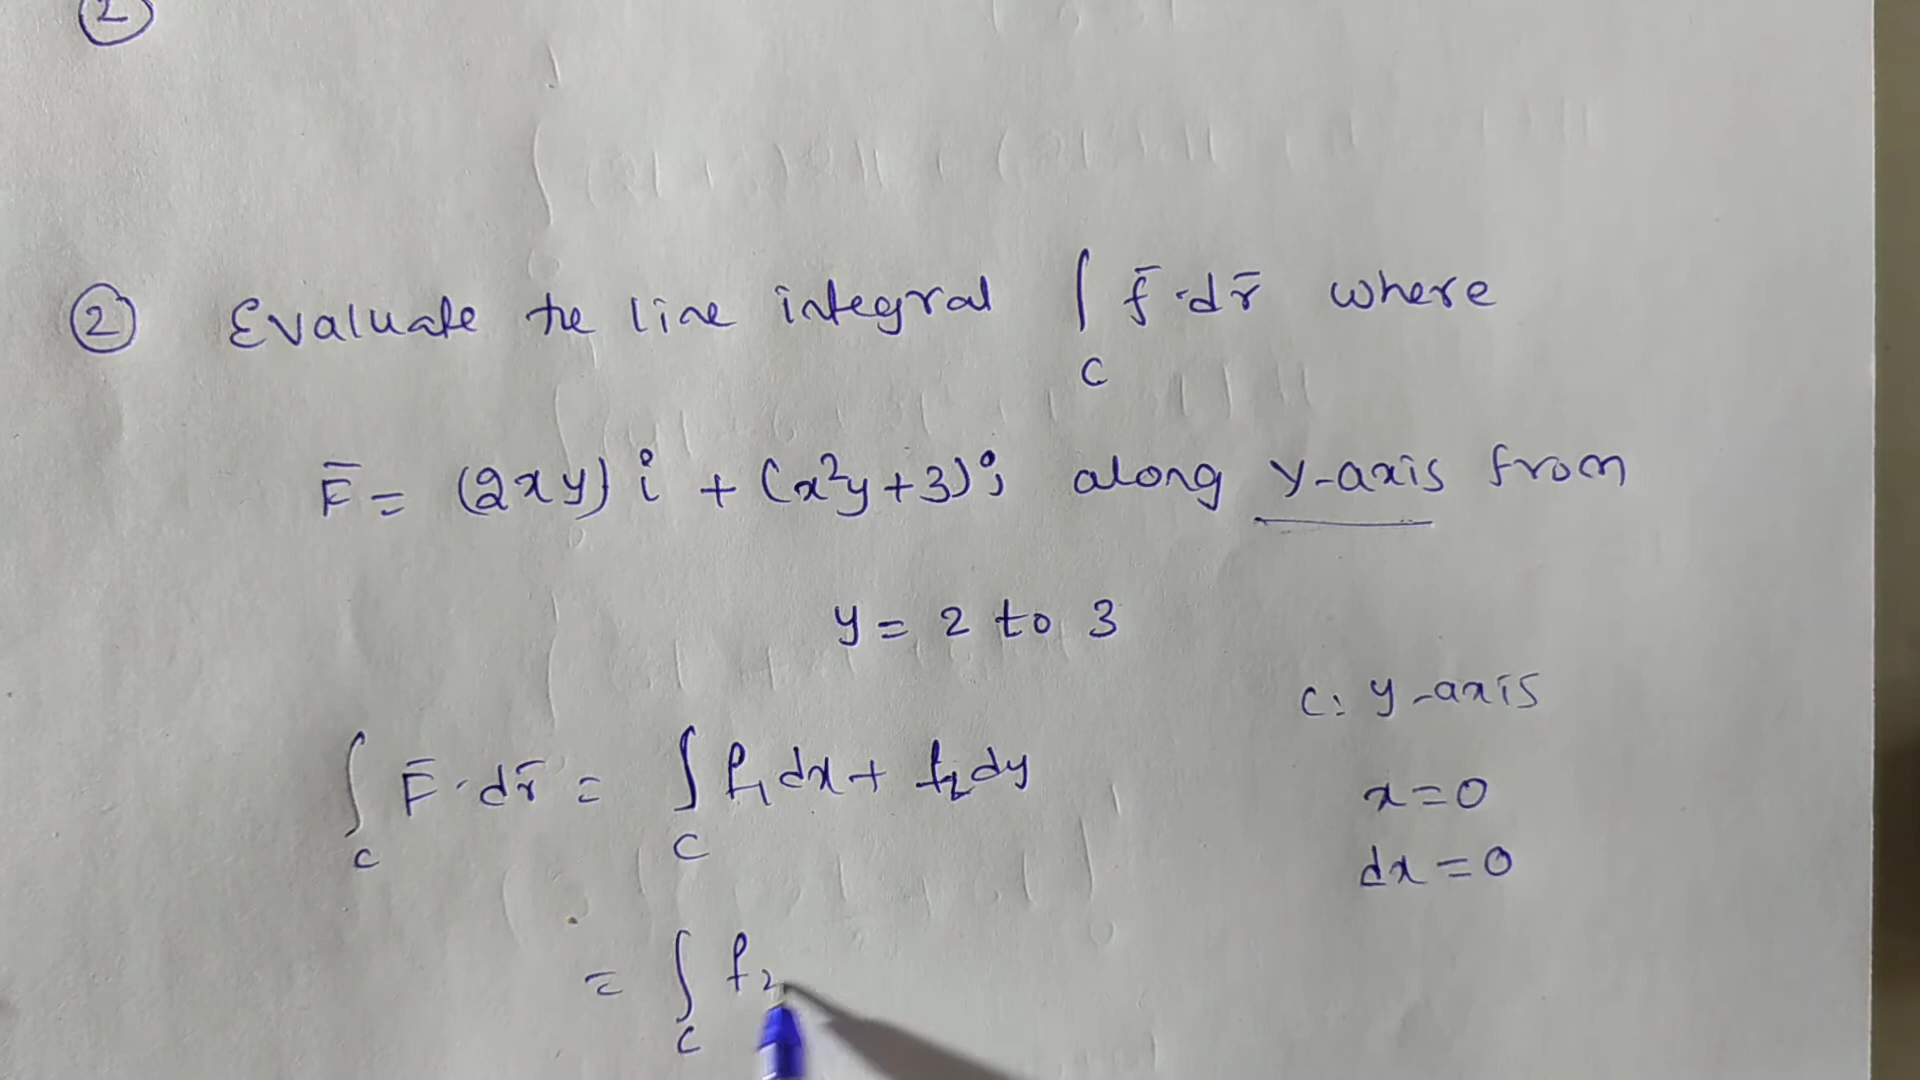 ②
② Evaluate the line integral ∫_C f̄·dr̄ where
F̄ = (2xy) i + (x²y+3) j along y-axis from
y = 2 to 3
C: y-axis
∫_C F̄·dr̄ = ∫_C f₁dx + f₂dy
x=0
dx=0
= ∫_C f₂